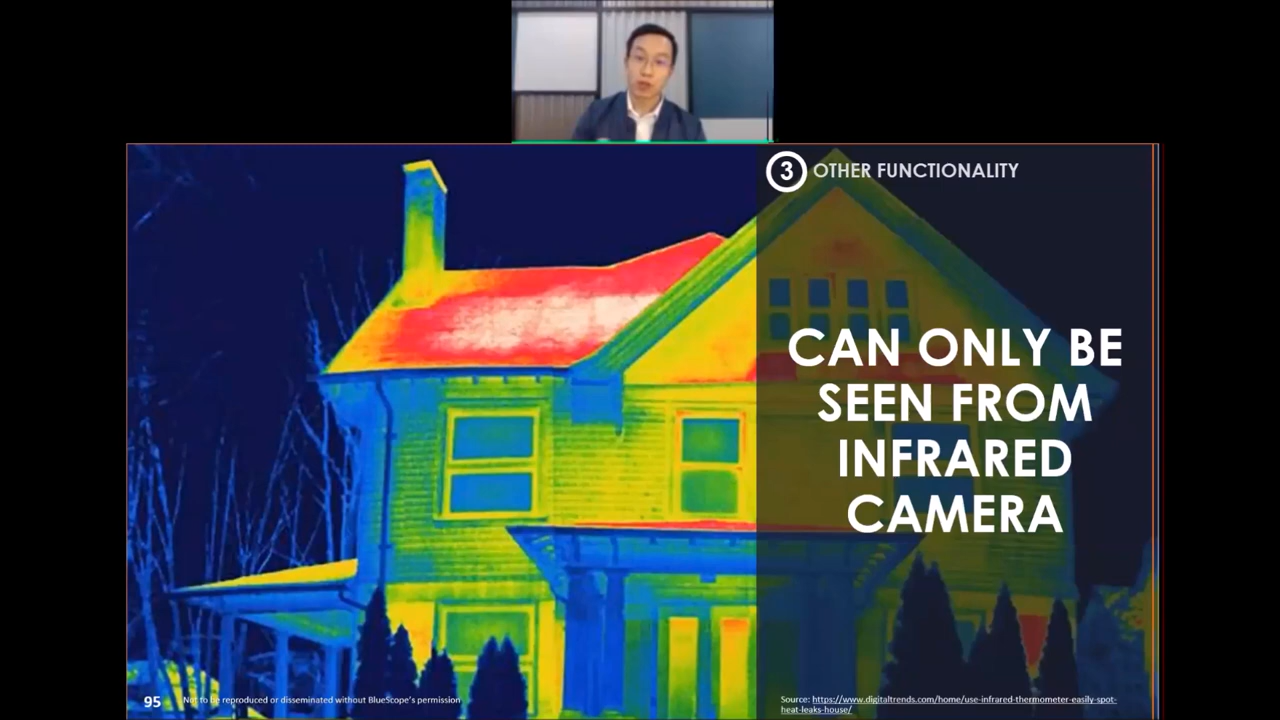 3 OTHER FUNCTIONALITY
CAN ONLY BE
SEEN FROM
INFRARED
CAMERA
95
Not to be reproduced or disseminated without BlueScope's permission
Source: https://www.digitaltrends.com/home/use-infrared-thermometer-easily-spot-
heat-leaks-house/